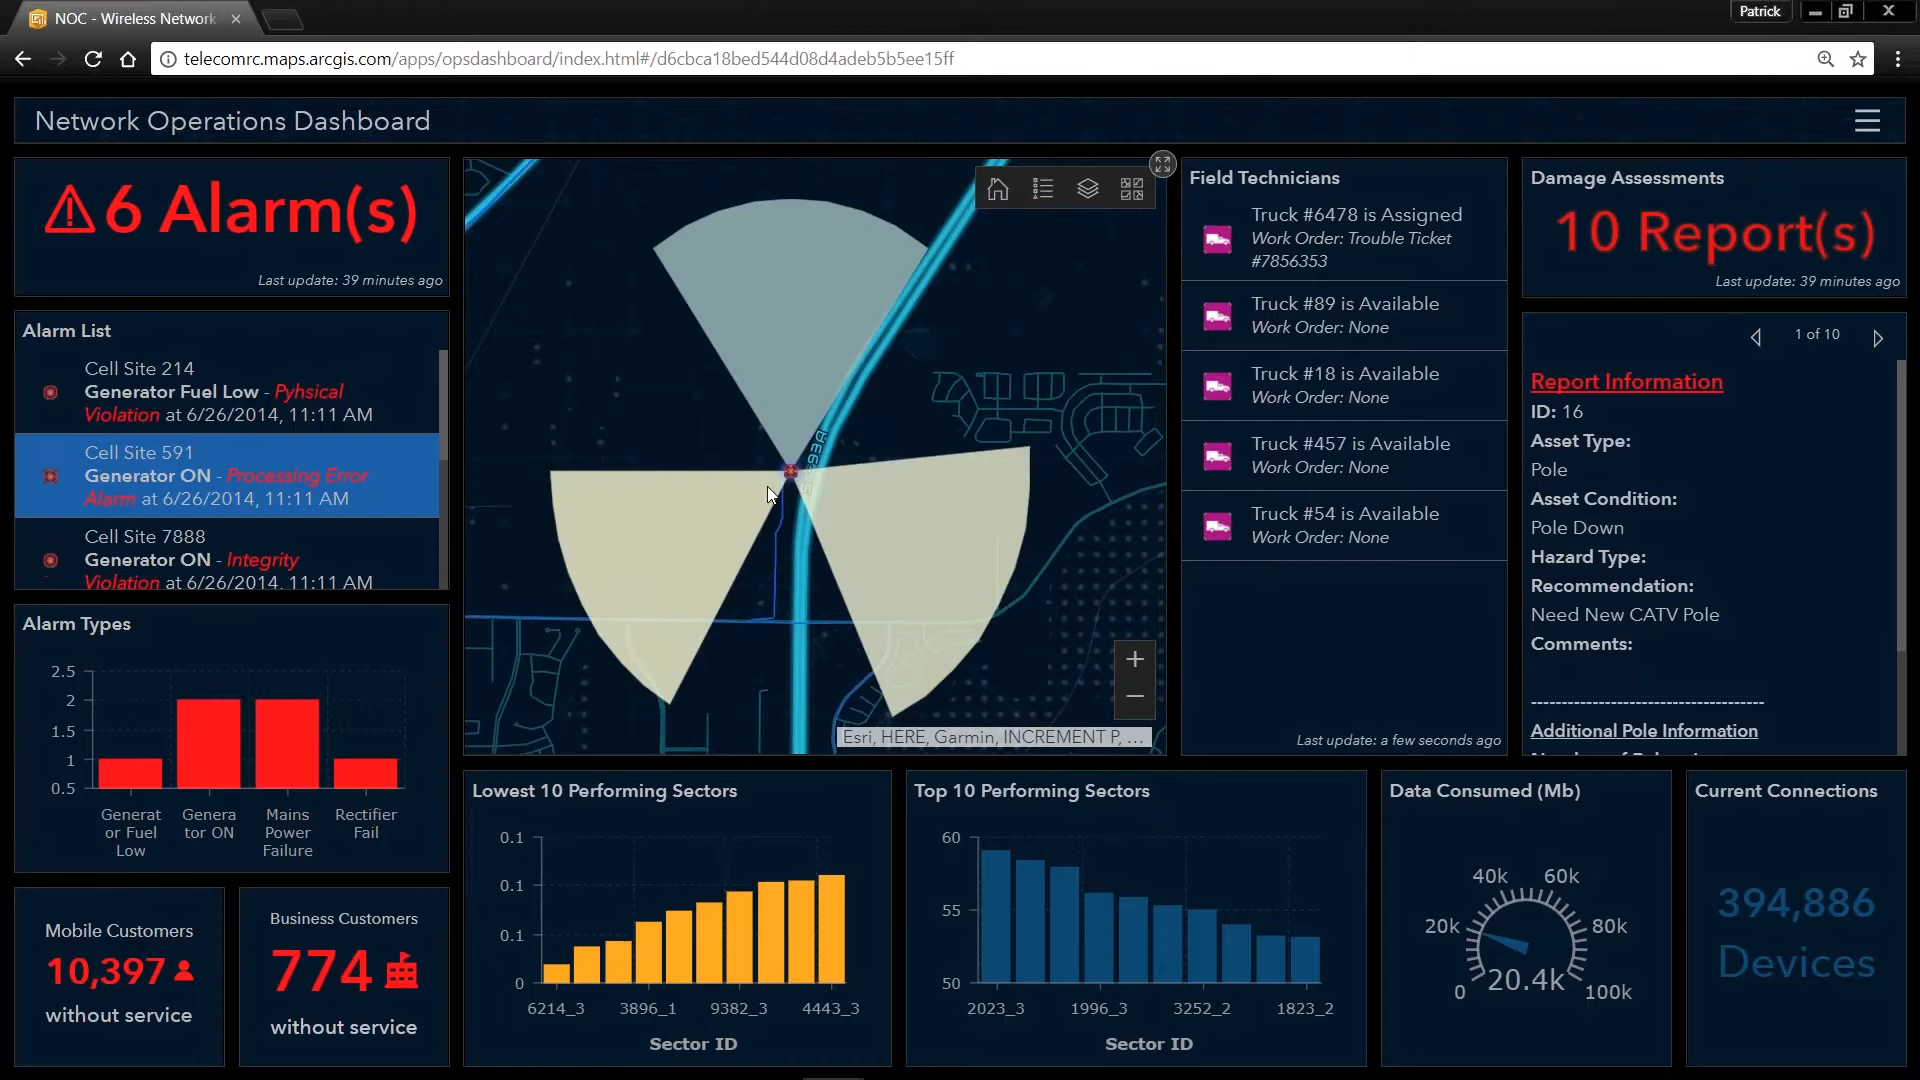 NOC - Wireless Network
Patrick
telecomrc.maps.arcgis.com/apps/opsdashboard/index.html#/d6cbca18bed544d08d4adeb5b5ee15ff
Network Operations Dashboard
6 Alarm(s)
Last update: 39 minutes ago
Alarm List
Cell Site 214
Generator Fuel Low - Pyhsical
Violation at 6/26/2014, 11:11 AM
Cell Site 591
Generator ON - Processing Error
Alarm at 6/26/2014, 11:11 AM
Cell Site 7888
Generator ON - Integrity
Violation at 6/26/2014, 11:11 AM
Alarm Types
2.5
2
1.5
1
0.5
Generat
or Fuel
Low
Genera
tor ON
Mains
Power
Failure
Rectifier
Fail
Mobile Customers
10,397
without service
Business Customers
774
without service
Esri, HERE, Garmin, INCREMENT P, ...
Field Technicians
Truck #6478 is Assigned
Work Order: Trouble Ticket
#7856353
Truck #89 is Available
Work Order: None
Truck #18 is Available
Work Order: None
Truck #457 is Available
Work Order: None
Truck #54 is Available
Work Order: None
Last update: a few seconds ago
Damage Assessments
10 Report(s)
Last update: 39 minutes ago
1 of 10
Report Information
ID: 16
Asset Type:
Pole
Asset Condition:
Pole Down
Hazard Type:
Recommendation:
Need New CATV Pole
Comments:
--------------------------------------
Additional Pole Information
Lowest 10 Performing Sectors
0.1
0.1
0.1
0
6214_3
3896_1
9382_3
4443_3
Sector ID
Top 10 Performing Sectors
60
55
50
2023_3
1996_3
3252_2
1823_2
Sector ID
Data Consumed (Mb)
40k
60k
20k
80k
0
100k
20.4k
Current Connections
394,886
Devices